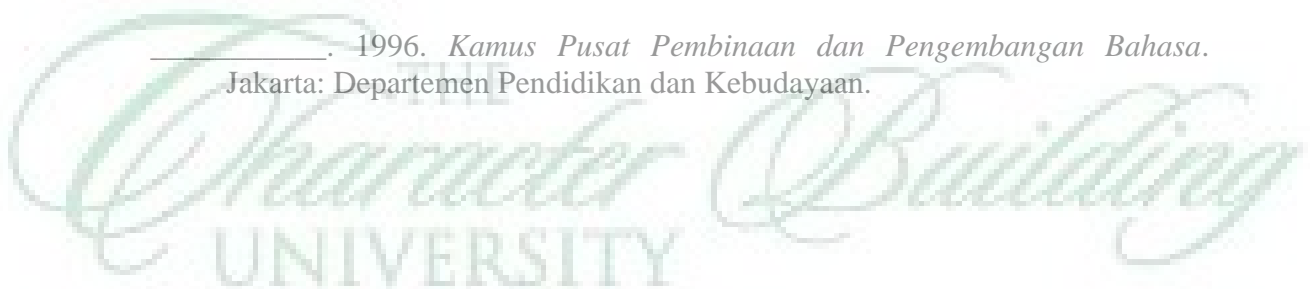 ___________. 1996. Kamus Pusat Pembinaan dan Pengembangan Bahasa.
Jakarta: Departemen Pendidikan dan Kebudayaan.
THE
Character Building
UNIVERSITY